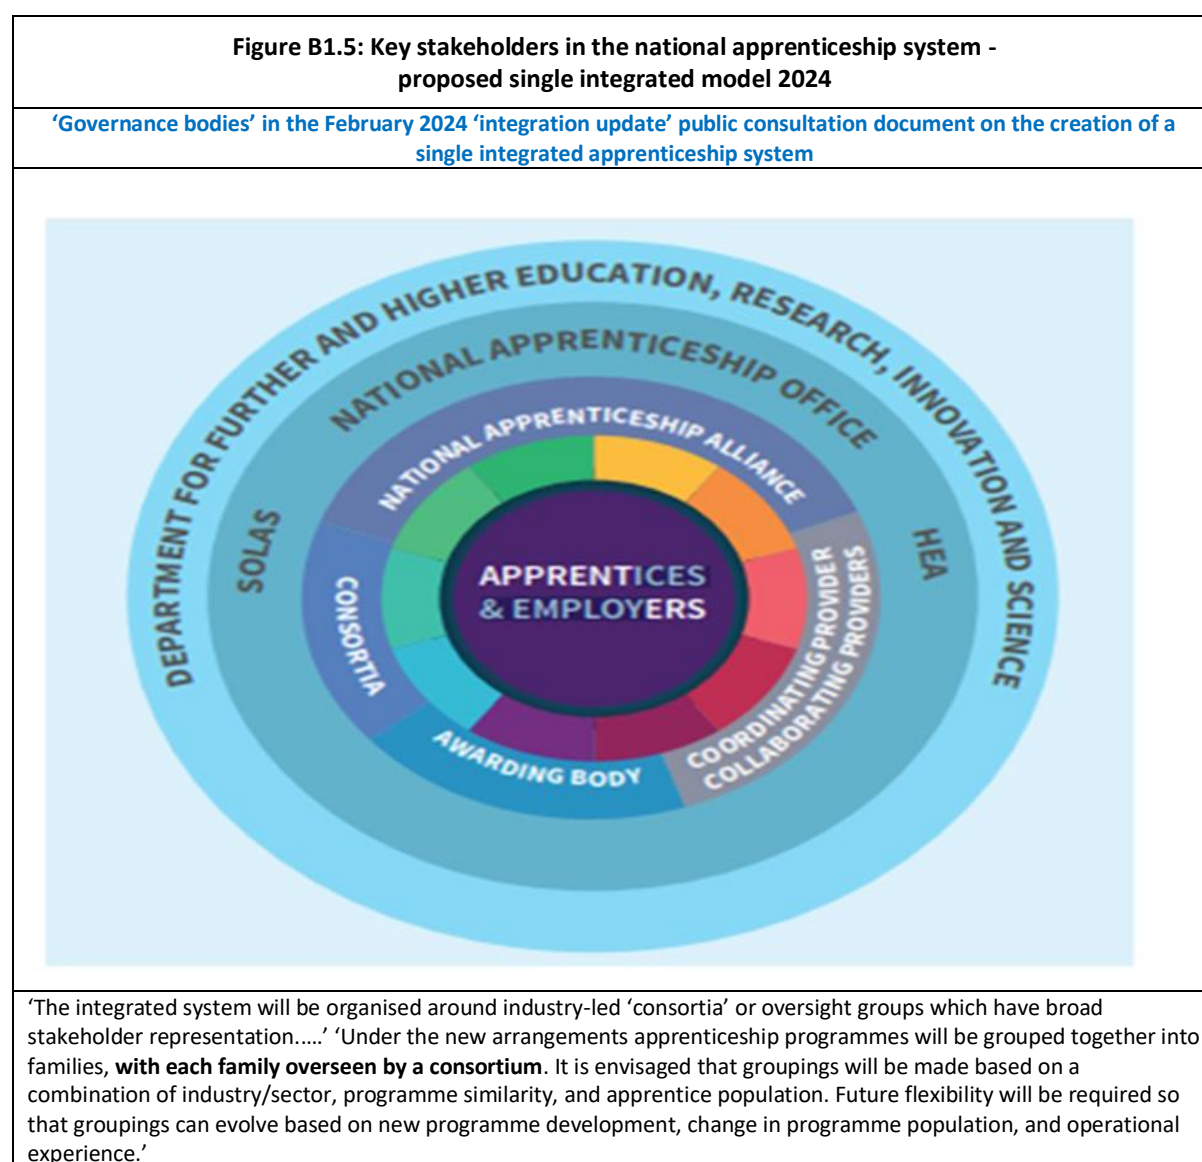 Figure B1.5: Key stakeholders in the national apprenticeship system -
proposed single integrated model 2024
‘Governance bodies’ in the February 2024 ‘integration update’ public consultation document on the creation of a
single integrated apprenticeship system
DEPARTMENT FOR FURTHER AND HIGHER EDUCATION, RESEARCH, INNOVATION AND SCIENCE
NATIONAL APPRENTICESHIP OFFICE
SOLAS
HEA
NATIONAL APPRENTICESHIP ALLIANCE
CONSORTIA
COORDINATING PROVIDER
COLLABORATING PROVIDERS
AWARDING BODY
APPRENTICES
& EMPLOYERS
‘The integrated system will be organised around industry-led ‘consortia’ or oversight groups which have broad
stakeholder representation.….’ ‘Under the new arrangements apprenticeship programmes will be grouped together into
families, with each family overseen by a consortium. It is envisaged that groupings will be made based on a
combination of industry/sector, programme similarity, and apprentice population. Future flexibility will be required so
that groupings can evolve based on new programme development, change in programme population, and operational
experience.’